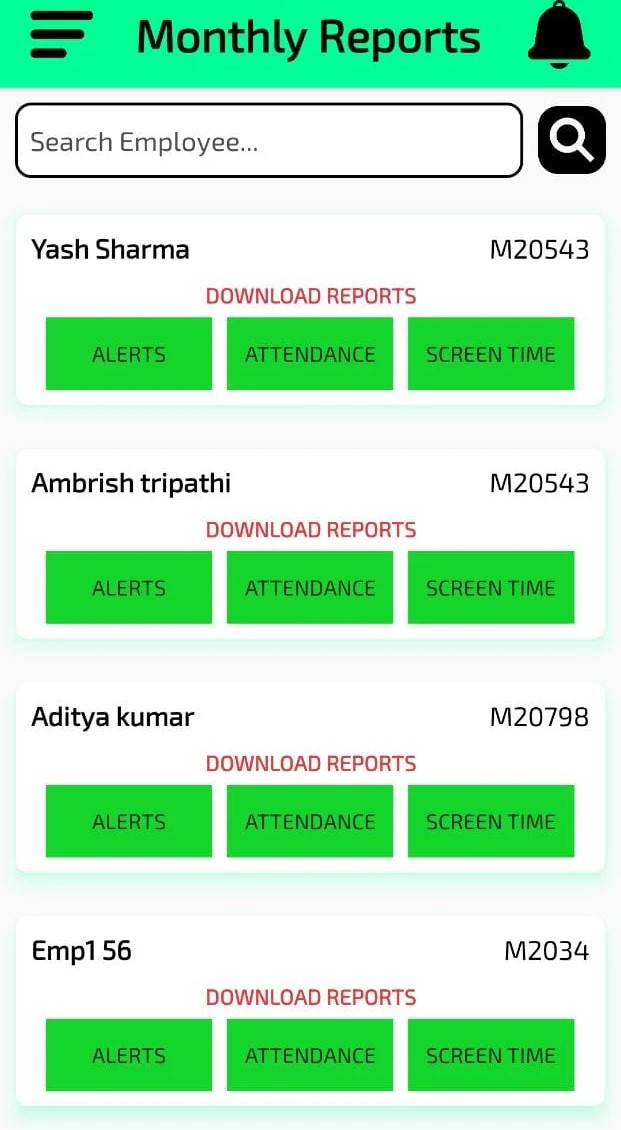 Monthly Reports
Search Employee...
Yash Sharma M20543
DOWNLOAD REPORTS
ALERTS ATTENDANCE SCREEN TIME
Ambrish tripathi M20543
DOWNLOAD REPORTS
ALERTS ATTENDANCE SCREEN TIME
Aditya kumar M20798
DOWNLOAD REPORTS
ALERTS ATTENDANCE SCREEN TIME
Emp1 56 M2034
DOWNLOAD REPORTS
ALERTS ATTENDANCE SCREEN TIME